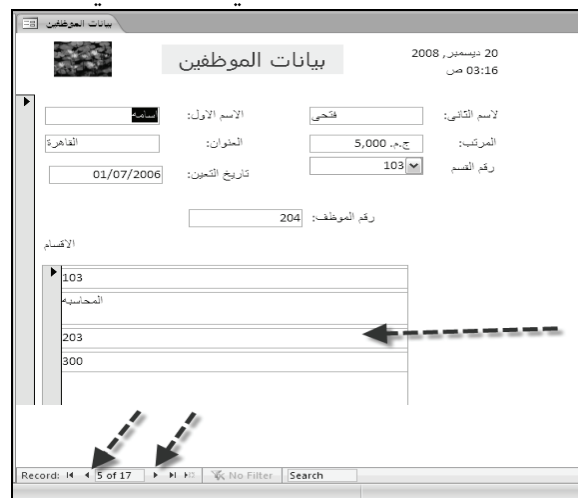 بيانات الموظفين
بيانات الموظفين
20 ديسمبر, 2008
03:16 ص
لاسم الثانى: فتحى الاسم الاول: اسامه
المرتب: ج.م. 5,000 العنوان: القاهرة
رقم القسم 103 تاريخ التعين: 01/07/2006
رقم الموظف: 204
الاقسام
103
المحاسبه
203
300
Record: 5 of 17 No Filter Search